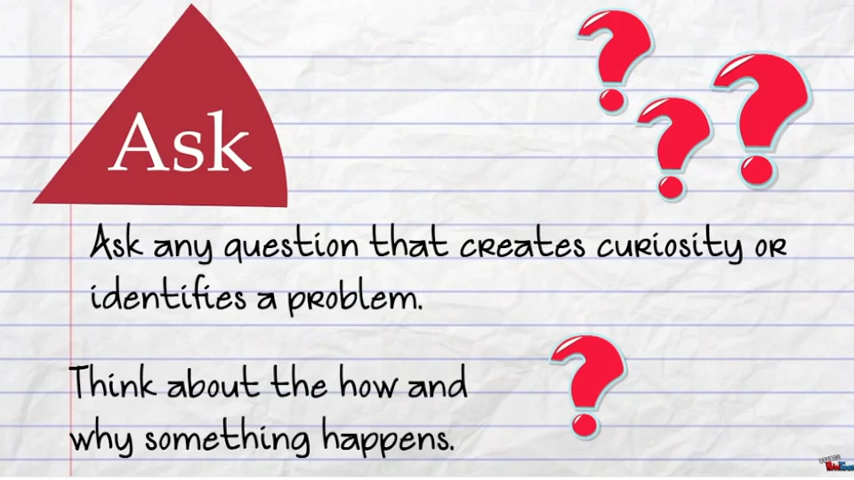 Ask
Ask any question that creates curiosity or
identifies a problem.
Think about the how and
why something happens.